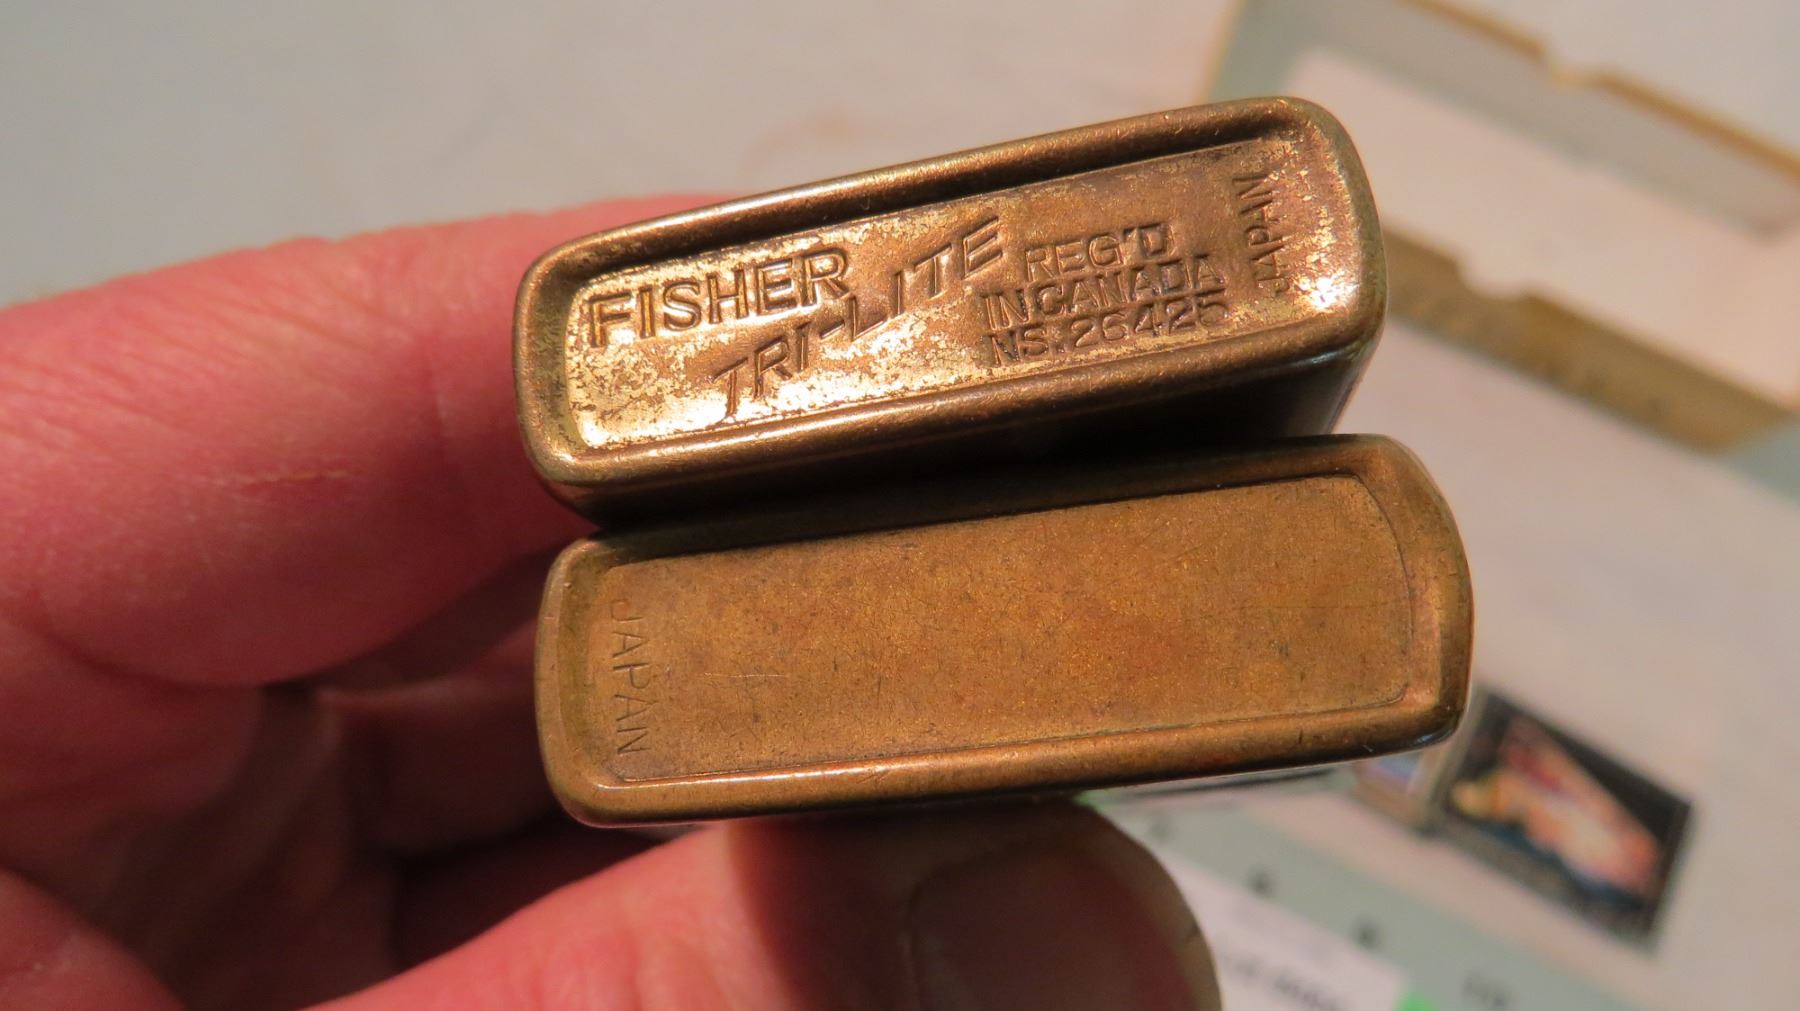 FISHER
TRI-LITE
REG'D
IN CANADA
NS. 26425
JAPAN
JAPAN